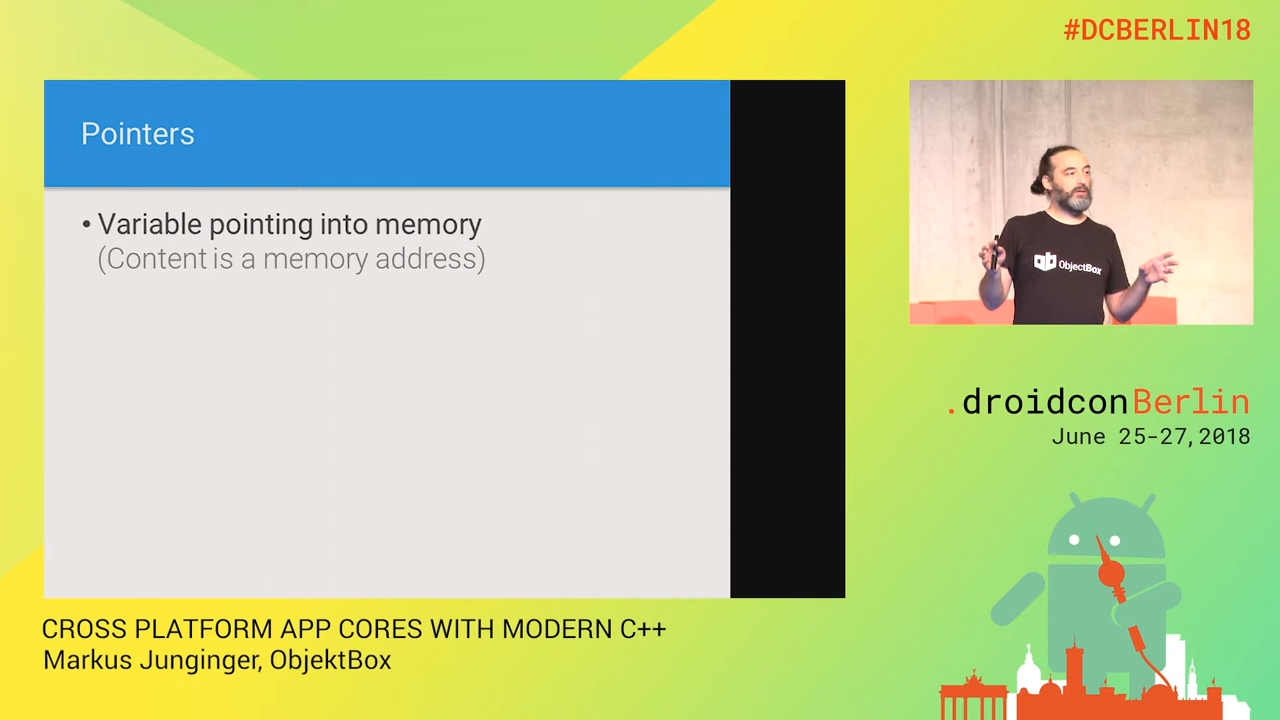 #DCBERLIN18
Pointers
• Variable pointing into memory
(Content is a memory address)
ObjectBox
.droidconBerlin
June 25-27, 2018
CROSS PLATFORM APP CORES WITH MODERN C++
Markus Junginger, ObjektBox